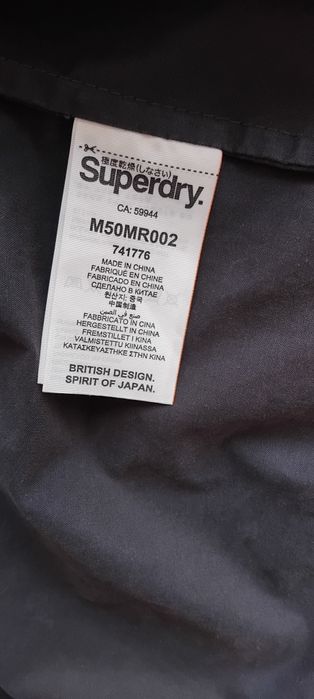 極度乾燥(しなさい)
Superdry.
CA: 59944
M50MR002
741776
MADE IN CHINA
FABRIQUÉ EN CHINE
FABRICADO EN CHINA
СДЕЛАНО В КИТАЕ
원산지: 중국
中国制造
صنع في الصين
FABBRICATO IN CINA
HERGESTELLT IN CHINA
FREMSTILLET I KINA
VALMISTETTU KIINASSA
ΚΑΤΑΣΚΕΥΑΣΤΗΚΕ ΣΤΗΝ ΚΙΝΑ
BRITISH DESIGN.
SPIRIT OF JAPAN.